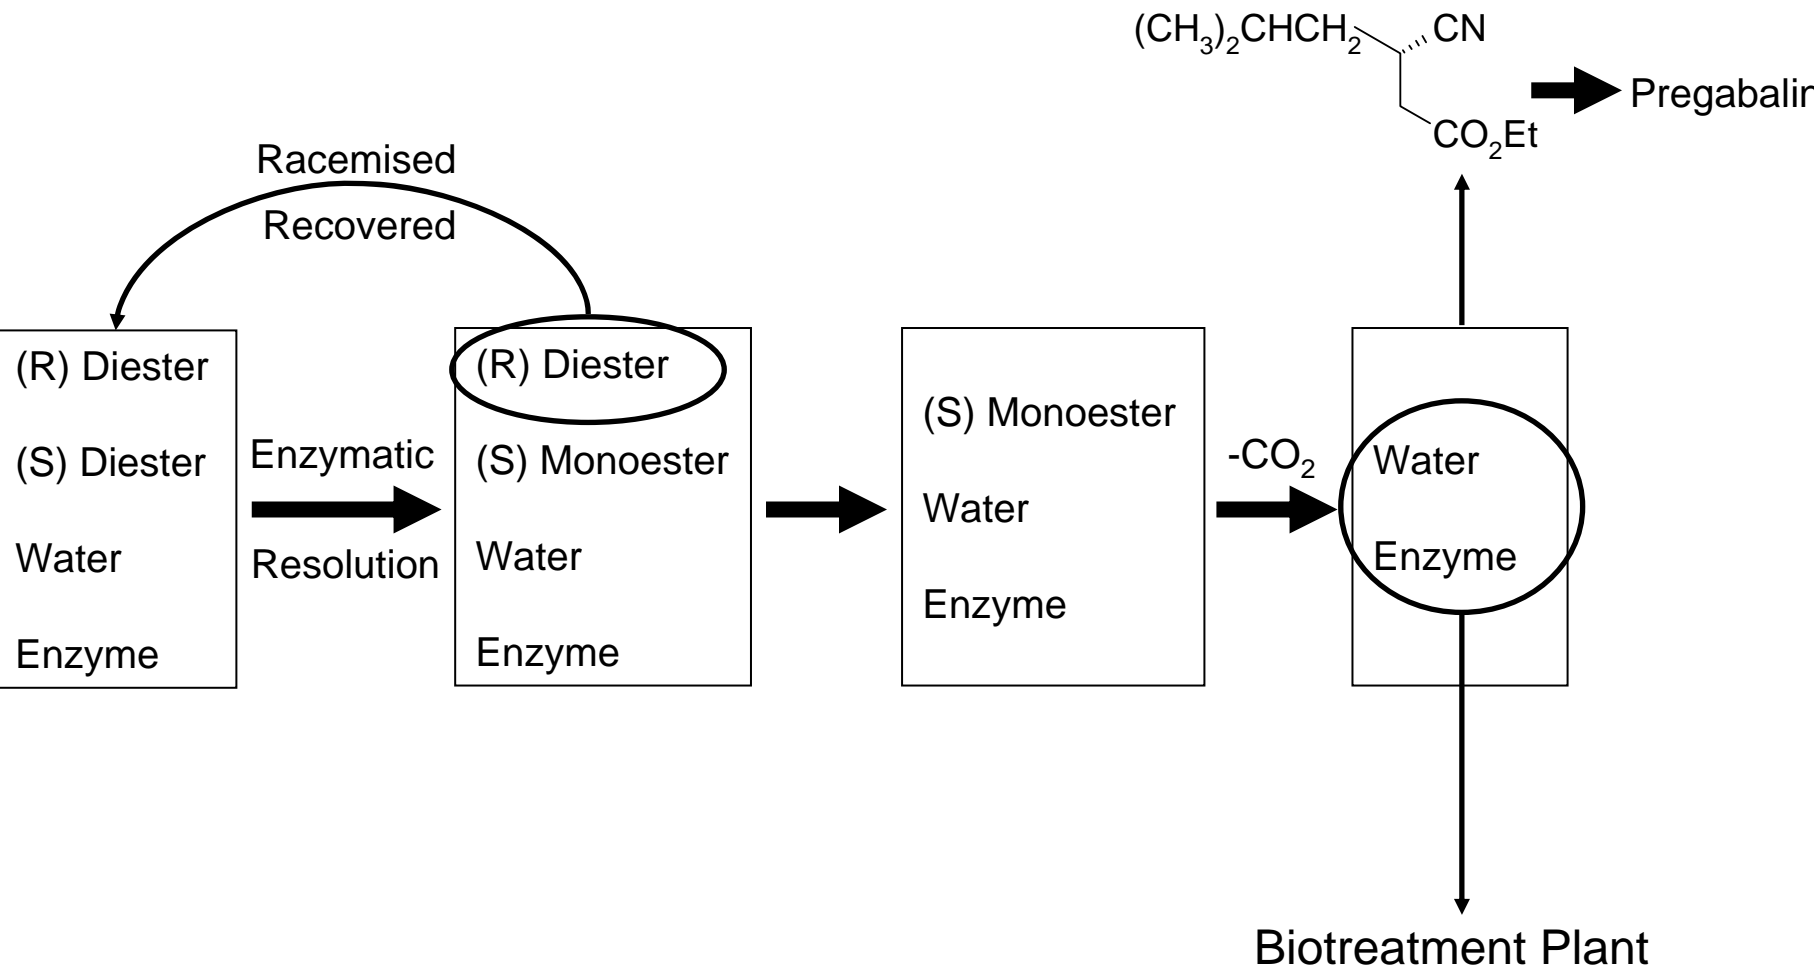 (CH₃)₂CHCH₂ CN
CO₂Et
Pregabalin
Racemised
Recovered
(R) Diester
(S) Diester
Water
Enzyme
Enzymatic
Resolution
(R) Diester
(S) Monoester
Water
Enzyme
(S) Monoester
Water
Enzyme
-CO₂
Water
Enzyme
Biotreatment Plant